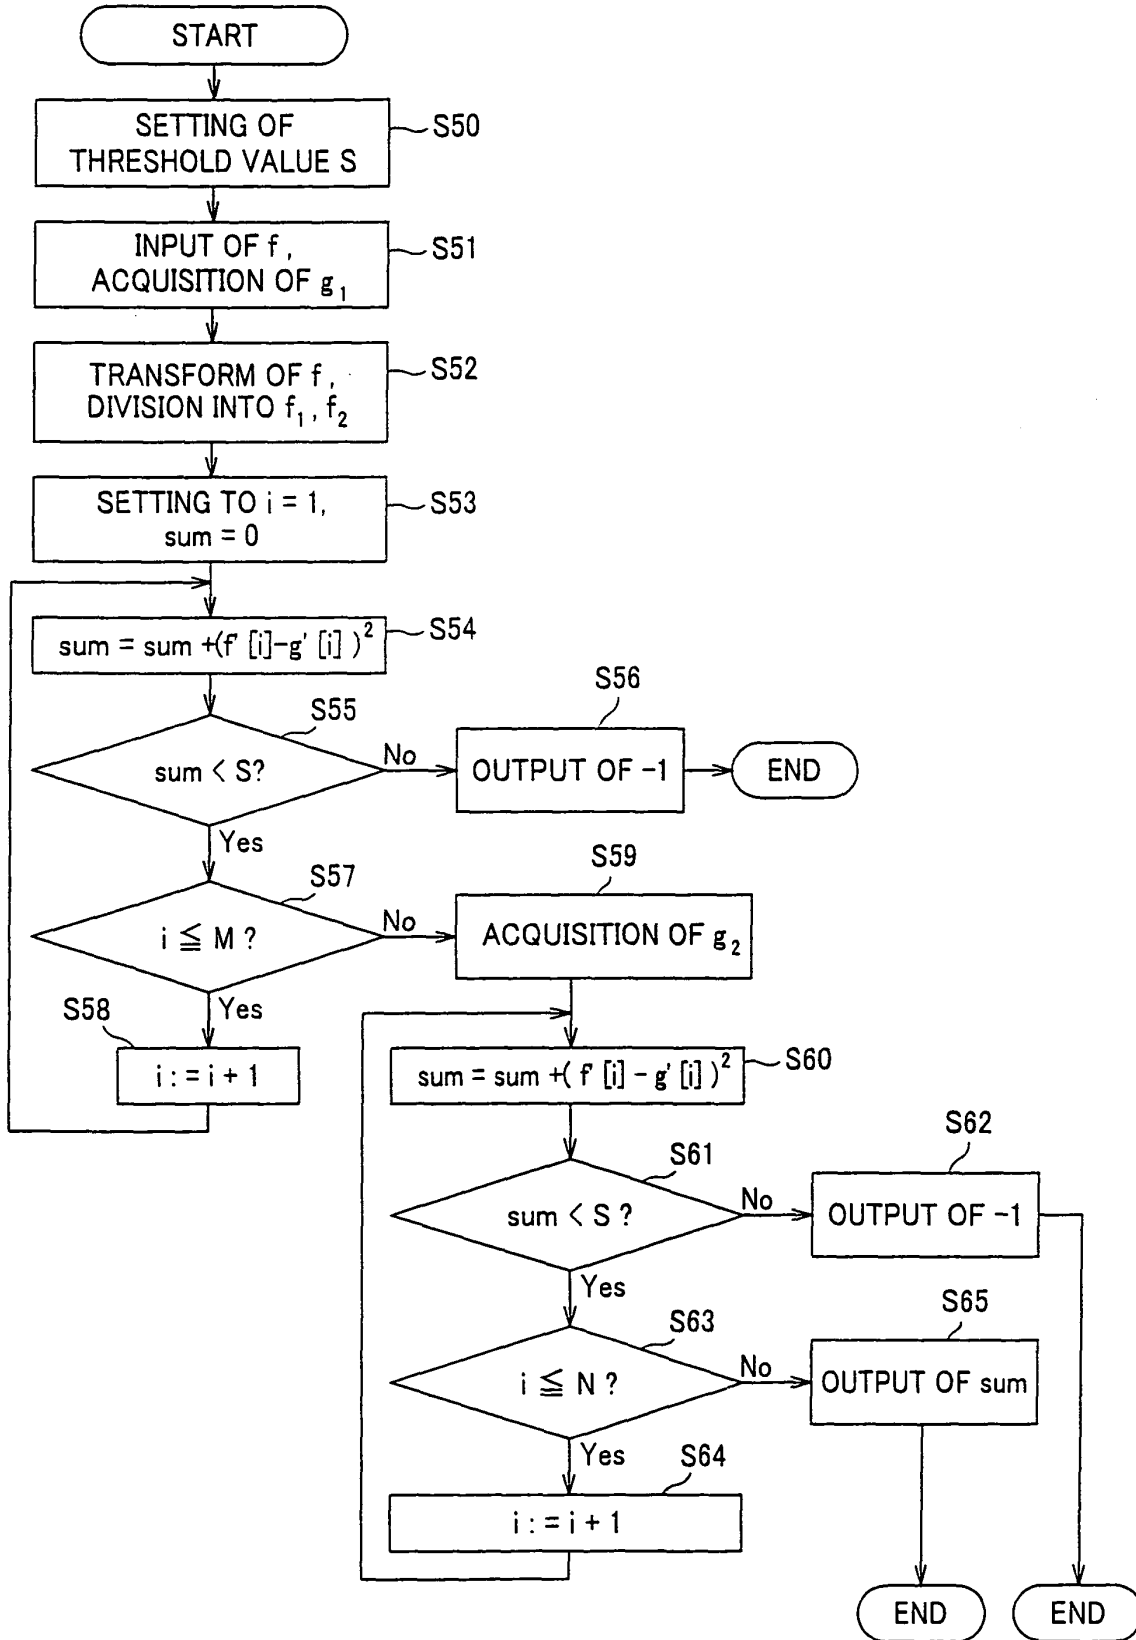 START
SETTING OF
THRESHOLD VALUE S
S50
INPUT OF f,
ACQUISITION OF g₁
S51
TRANSFORM OF f,
DIVISION INTO f₁, f₂
S52
SETTING TO i = 1,
sum = 0
S53
sum = sum +(f' [i]-g' [i] )²
S54
sum < S?
S55
No
OUTPUT OF -1
S56
END
Yes
i ≦ M ?
S57
No
ACQUISITION OF g₂
S59
Yes
S58
i : = i + 1
sum = sum +( f' [i] - g' [i] )²
S60
sum < S ?
S61
No
OUTPUT OF -1
S62
Yes
i ≦ N ?
S63
No
OUTPUT OF sum
S65
Yes
S64
i : = i + 1
END
END